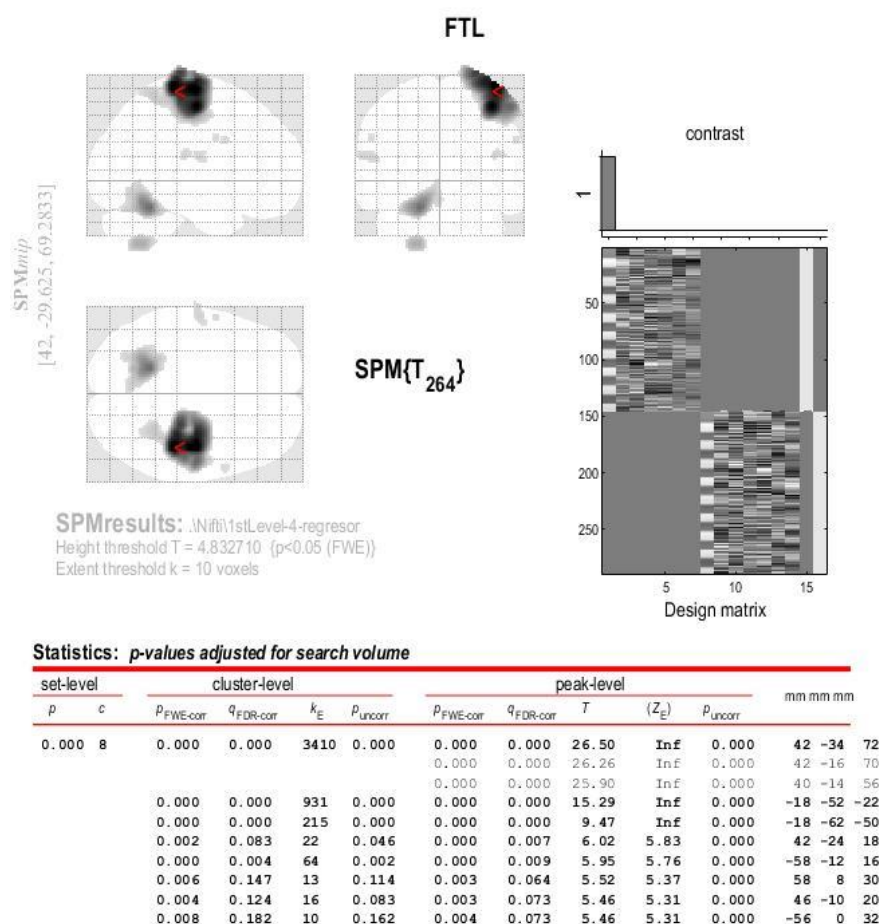 FTL
SPMmip
[42, -29.625, 69.2833]
contrast
1
SPM{T264}
50
100
150
200
250
5 10 15
Design matrix
SPMresults: .\Nifti\1stLevel-4-regresor
Height threshold T = 4.832710 {p<0.05 (FWE)}
Extent threshold k = 10 voxels
Statistics: p-values adjusted for search volume
set-level cluster-level peak-level mm mm mm
p c pFWE-corr qFDR-corr kE puncorr pFWE-corr qFDR-corr T (ZE) puncorr
0.000 8 0.000 0.000 3410 0.000 0.000 0.000 26.50 Inf 0.000 42 -34 72
0.000 0.000 26.26 Inf 0.000 42 -16 70
0.000 0.000 25.90 Inf 0.000 40 -14 56
0.000 0.000 931 0.000 0.000 0.000 15.29 Inf 0.000 -18 -52 -22
0.000 0.000 215 0.000 0.000 0.000 9.47 Inf 0.000 -18 -62 -50
0.002 0.083 22 0.046 0.000 0.007 6.02 5.83 0.000 42 -24 18
0.000 0.004 64 0.002 0.000 0.009 5.95 5.76 0.000 -58 -12 16
0.006 0.147 13 0.114 0.003 0.064 5.52 5.37 0.000 58 8 30
0.004 0.124 16 0.083 0.003 0.073 5.46 5.31 0.000 46 -10 20
0.008 0.182 10 0.162 0.004 0.073 5.46 5.31 0.000 -56 0 32